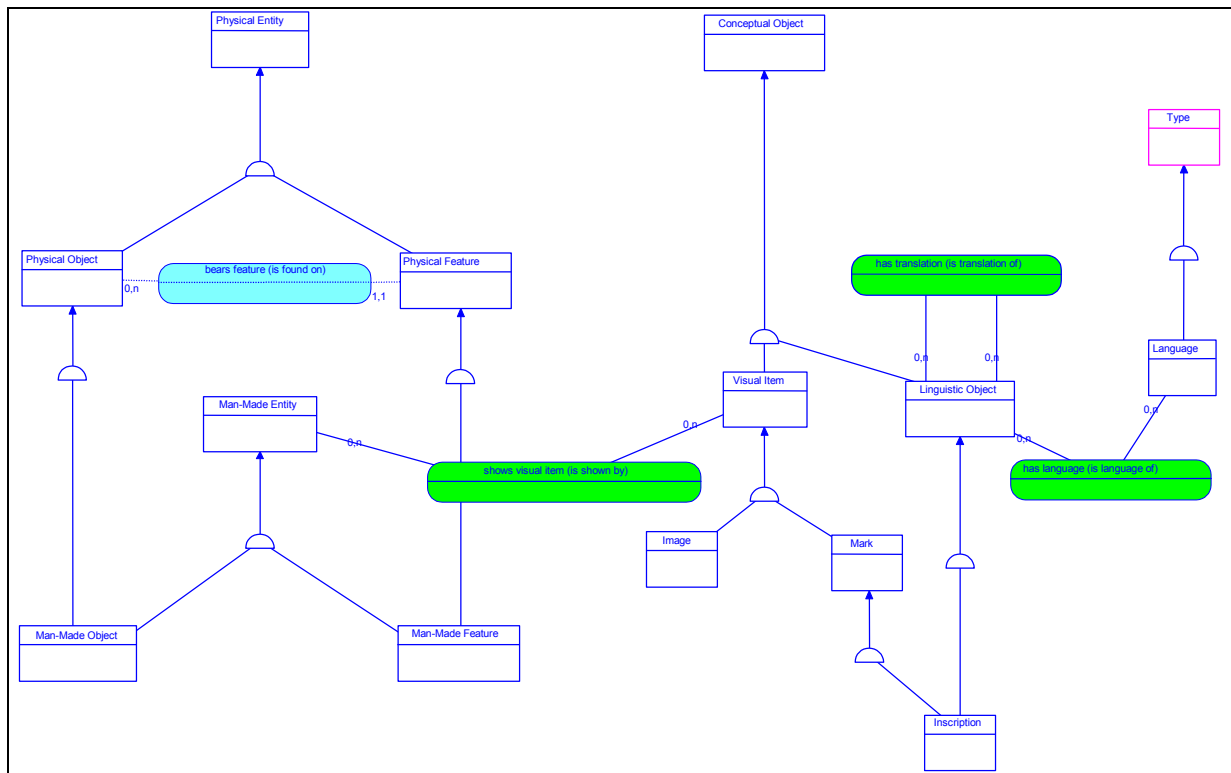 Physical Entity
Conceptual Object
Type
Physical Object
bears feature (is found on)
Physical Feature
0,n
1,1
has translation (is translation of)
0,n
0,n
Language
Visual Item
Linguistic Object
Man-Made Entity
0,n
0,n
0,n
0,n
shows visual item (is shown by)
has language (is language of)
Image
Mark
Man-Made Object
Man-Made Feature
Inscription